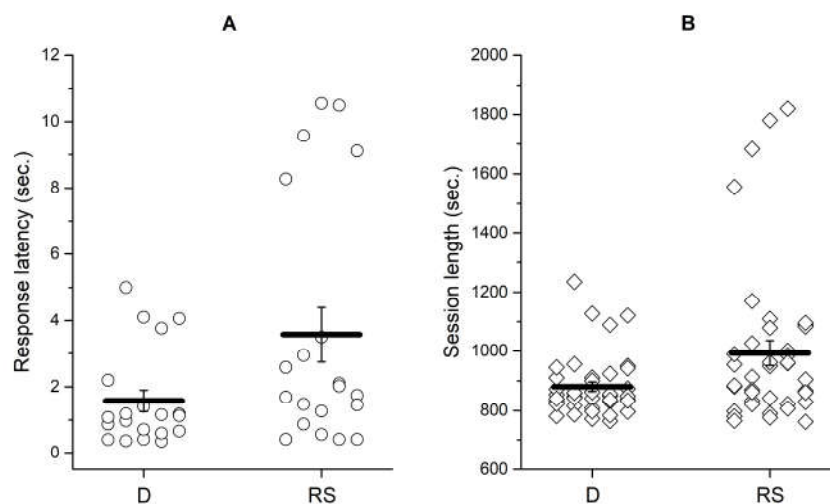 A
Response latency (sec.)
12
10
8
6
4
2
0
D
RS
B
Session length (sec.)
2000
1800
1600
1400
1200
1000
800
600
D
RS